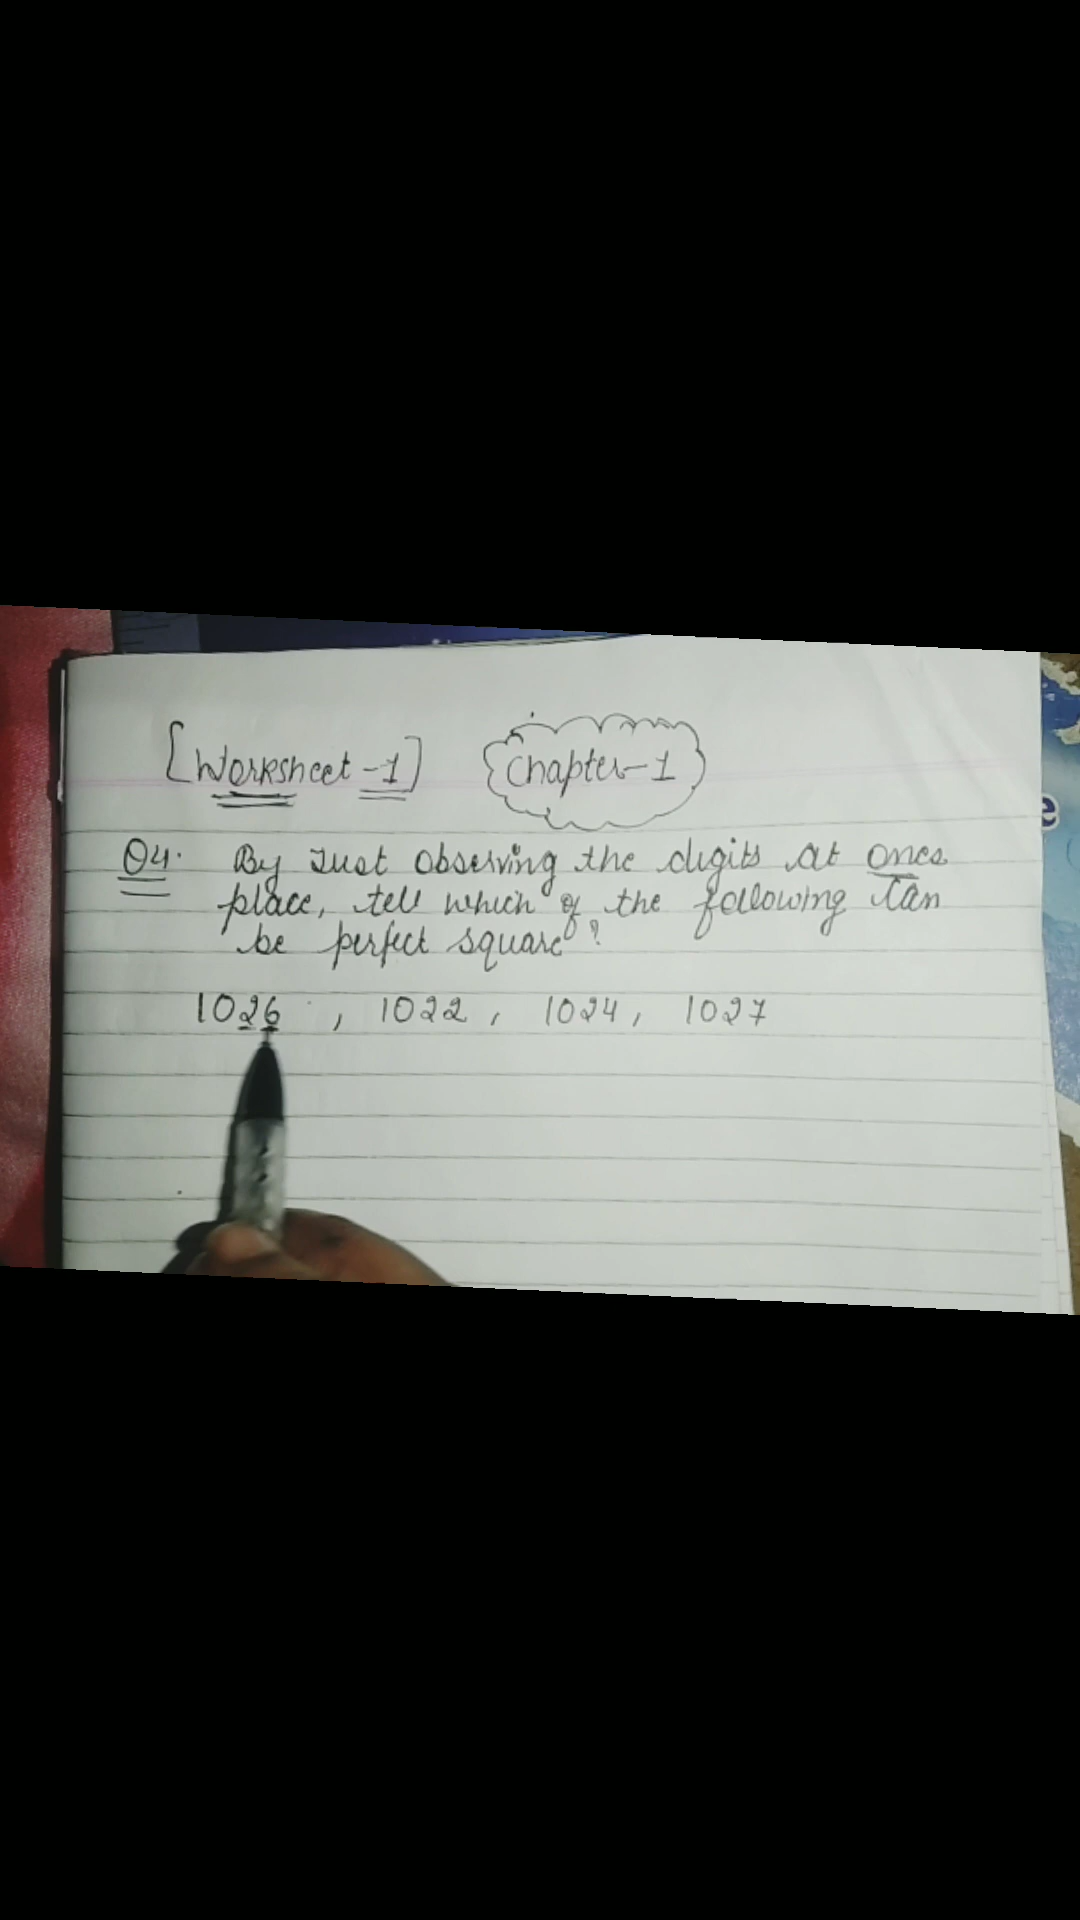 [Worksheet-1] Chapter-1
Q4. By Just observing the digits at ones
place, tell which of the following can
be perfect square?
1026 , 1022 , 1024 , 1027
e